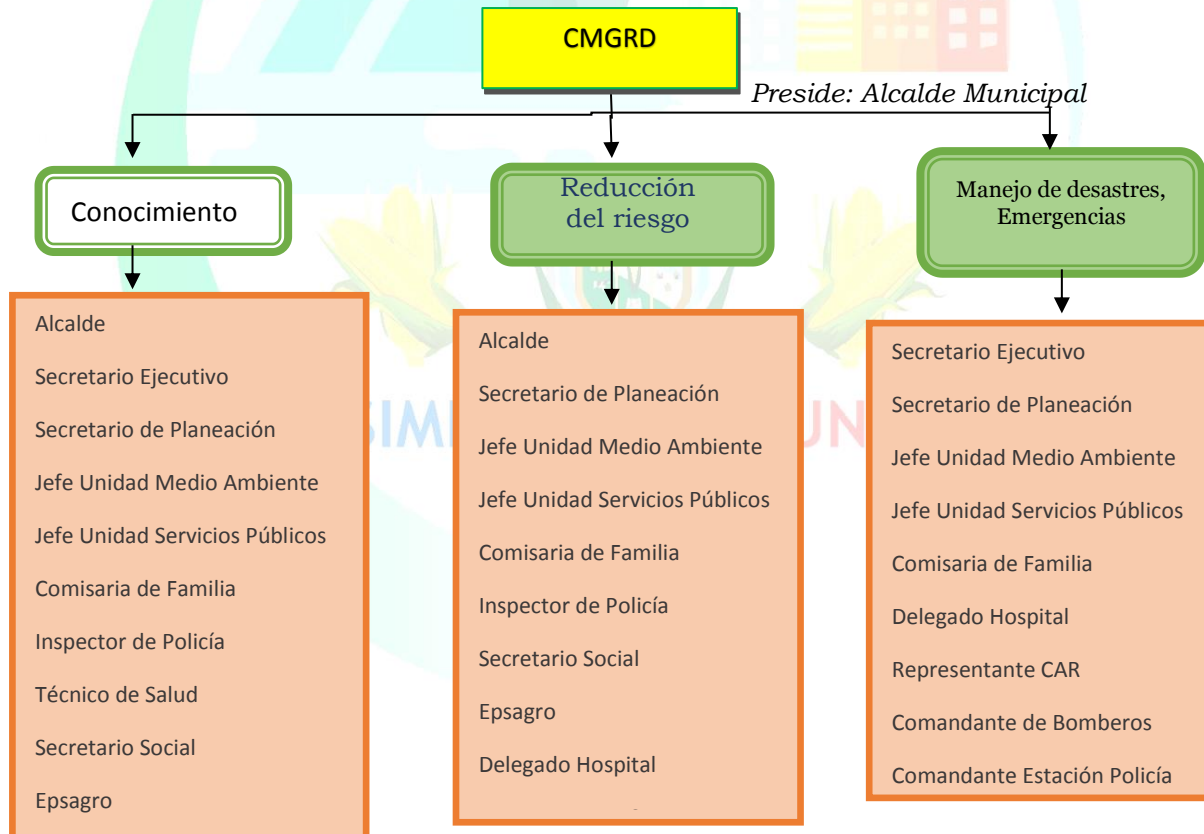 CMGRD
Preside: Alcalde Municipal
Conocimiento
Reducción
del riesgo
Manejo de desastres,
Emergencias
Alcalde
Secretario Ejecutivo
Secretario de Planeación
Jefe Unidad Medio Ambiente
Jefe Unidad Servicios Públicos
Comisaria de Familia
Inspector de Policía
Técnico de Salud
Secretario Social
Epsagro
Alcalde
Secretario de Planeación
Jefe Unidad Medio Ambiente
Jefe Unidad Servicios Públicos
Comisaria de Familia
Inspector de Policía
Secretario Social
Epsagro
Delegado Hospital
Secretario Ejecutivo
Secretario de Planeación
Jefe Unidad Medio Ambiente
Jefe Unidad Servicios Públicos
Comisaria de Familia
Delegado Hospital
Representante CAR
Comandante de Bomberos
Comandante Estación Policía